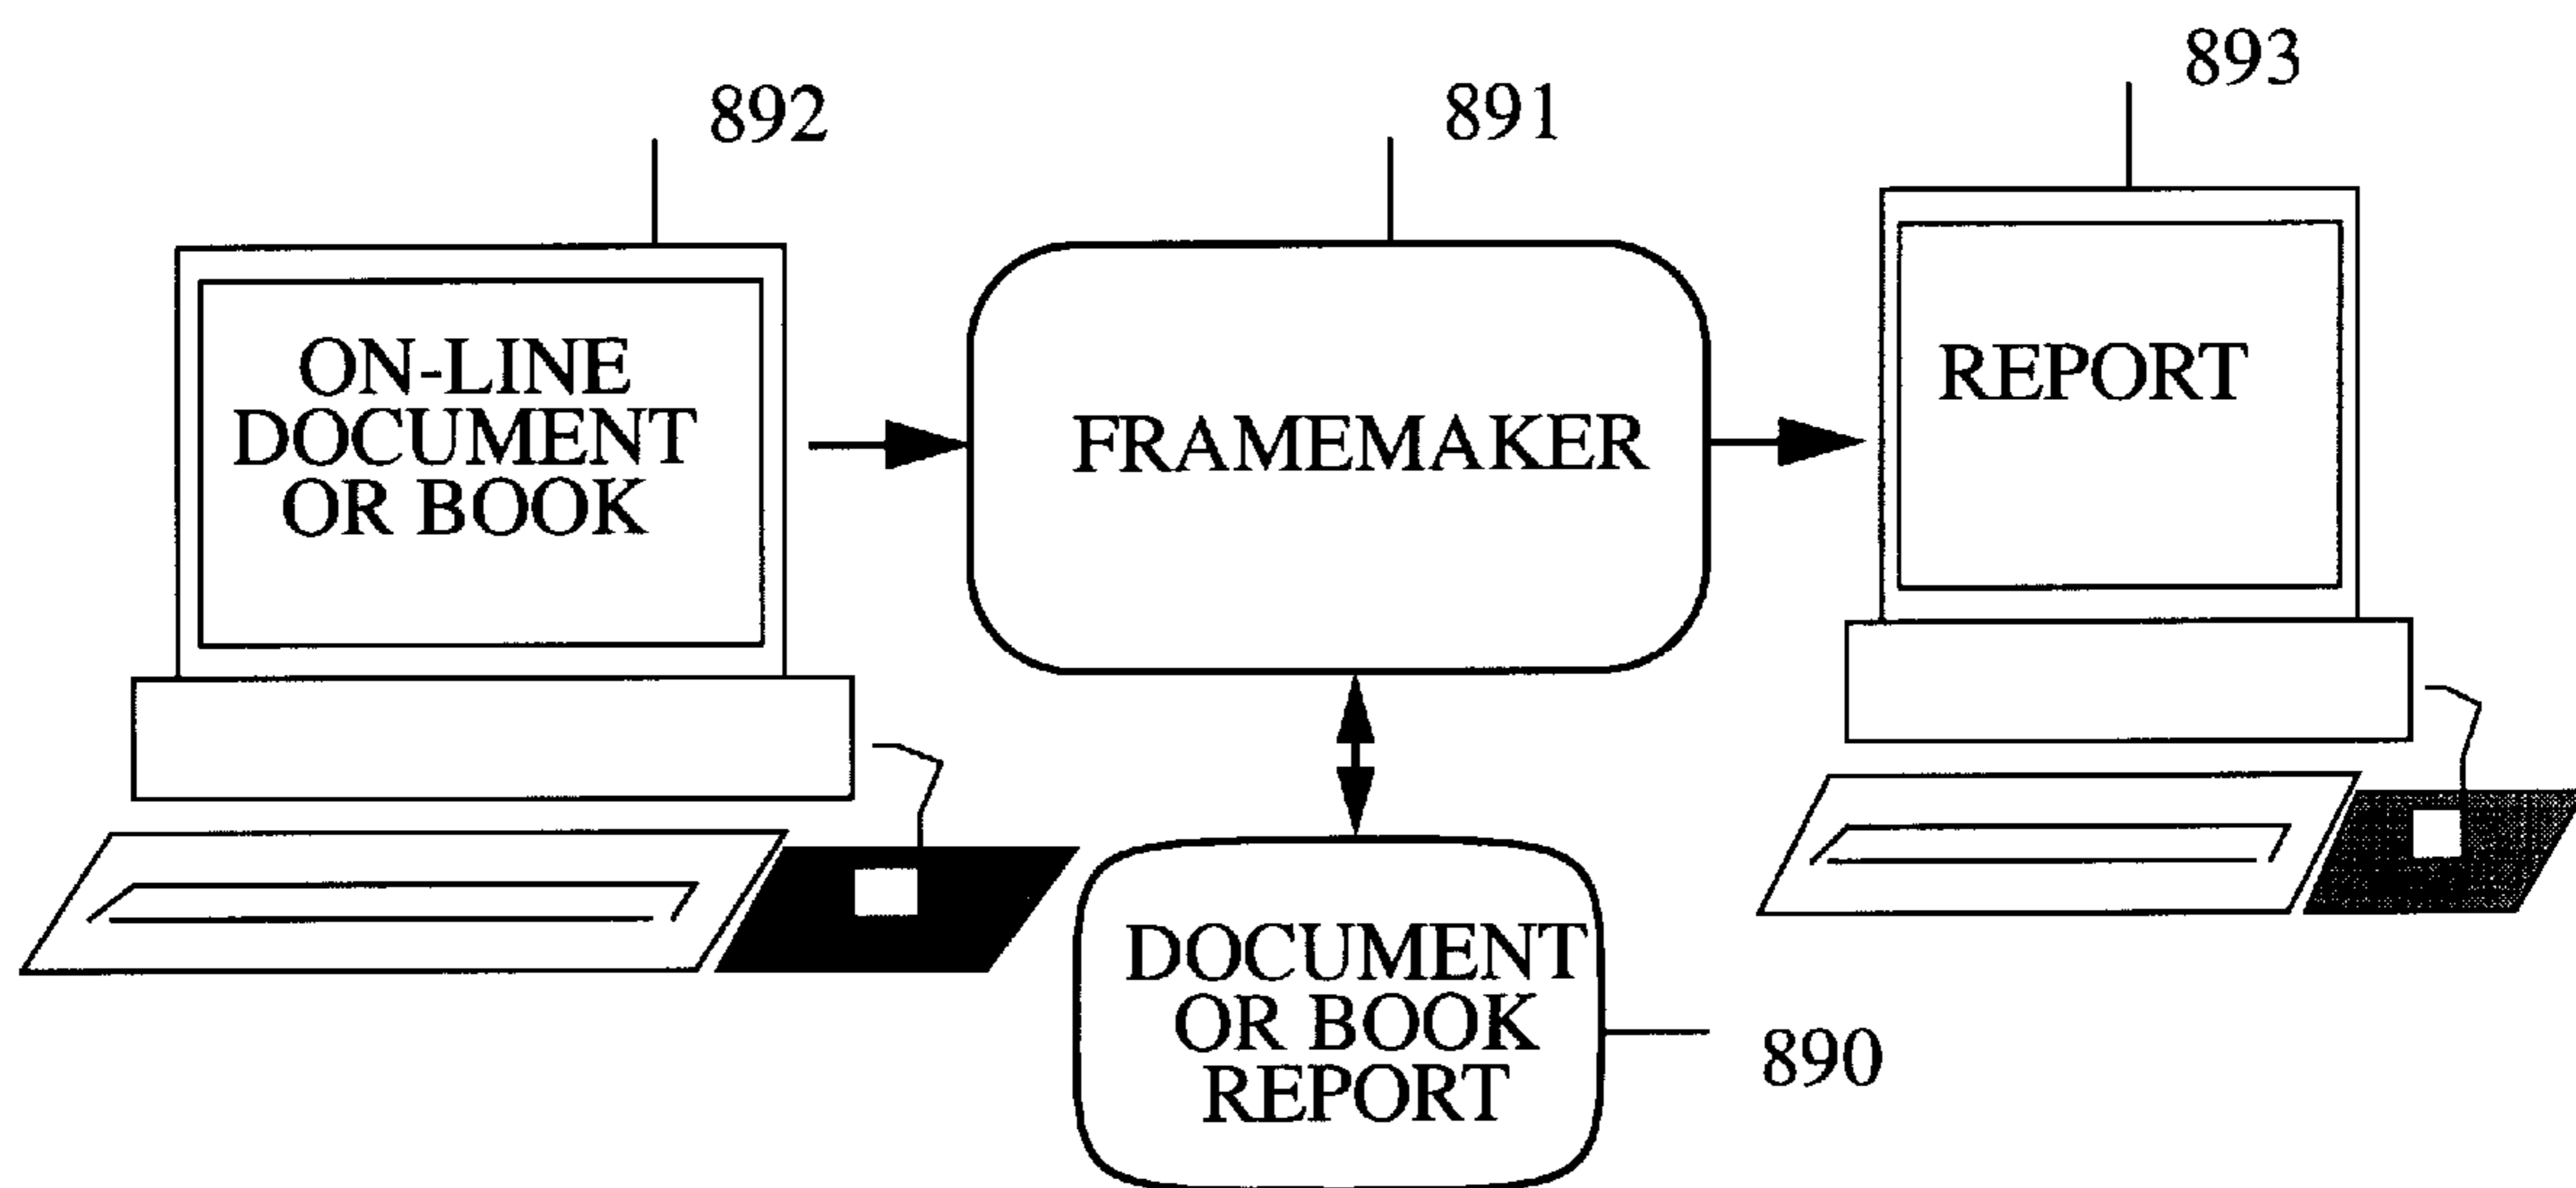 892
891
893
ON-LINE
DOCUMENT
OR BOOK
FRAMEMAKER
REPORT
DOCUMENT
OR BOOK
REPORT
890